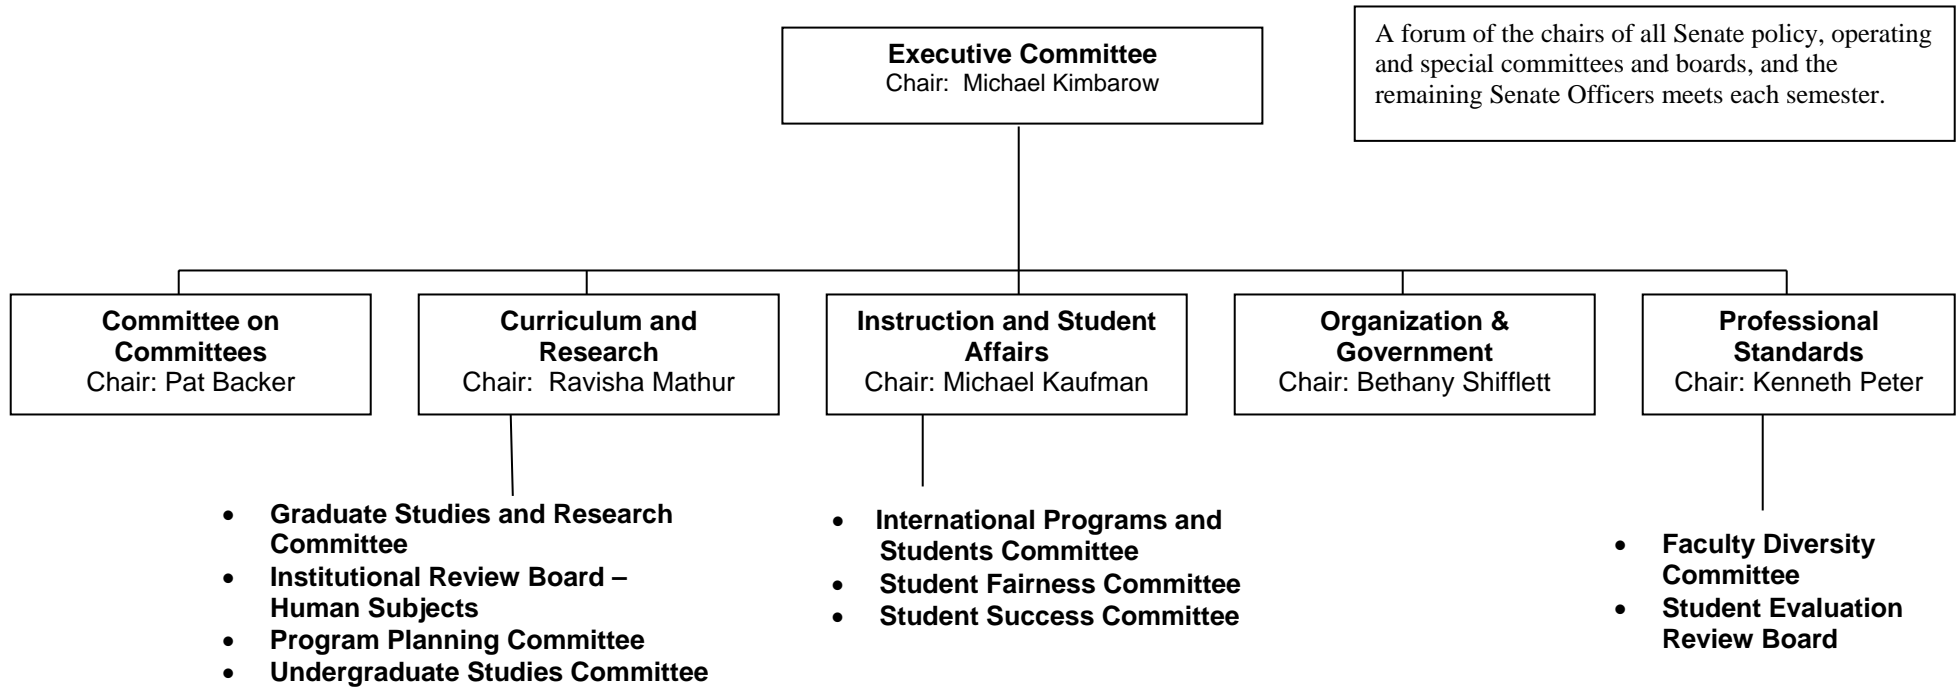 Executive Committee
Chair:  Michael Kimbarow
A forum of the chairs of all Senate policy, operating
and special committees and boards, and the
remaining Senate Officers meets each semester.
Committee on
Committees
Chair: Pat Backer
Curriculum and
Research
Chair:  Ravisha Mathur
Instruction and Student
Affairs
Chair: Michael Kaufman
Organization &
Government
Chair: Bethany Shifflett
Professional
Standards
Chair: Kenneth Peter
• Graduate Studies and Research
Committee
• Institutional Review Board –
Human Subjects
• Program Planning Committee
• Undergraduate Studies Committee
• International Programs and
Students Committee
• Student Fairness Committee
• Student Success Committee
• Faculty Diversity
Committee
• Student Evaluation
Review Board